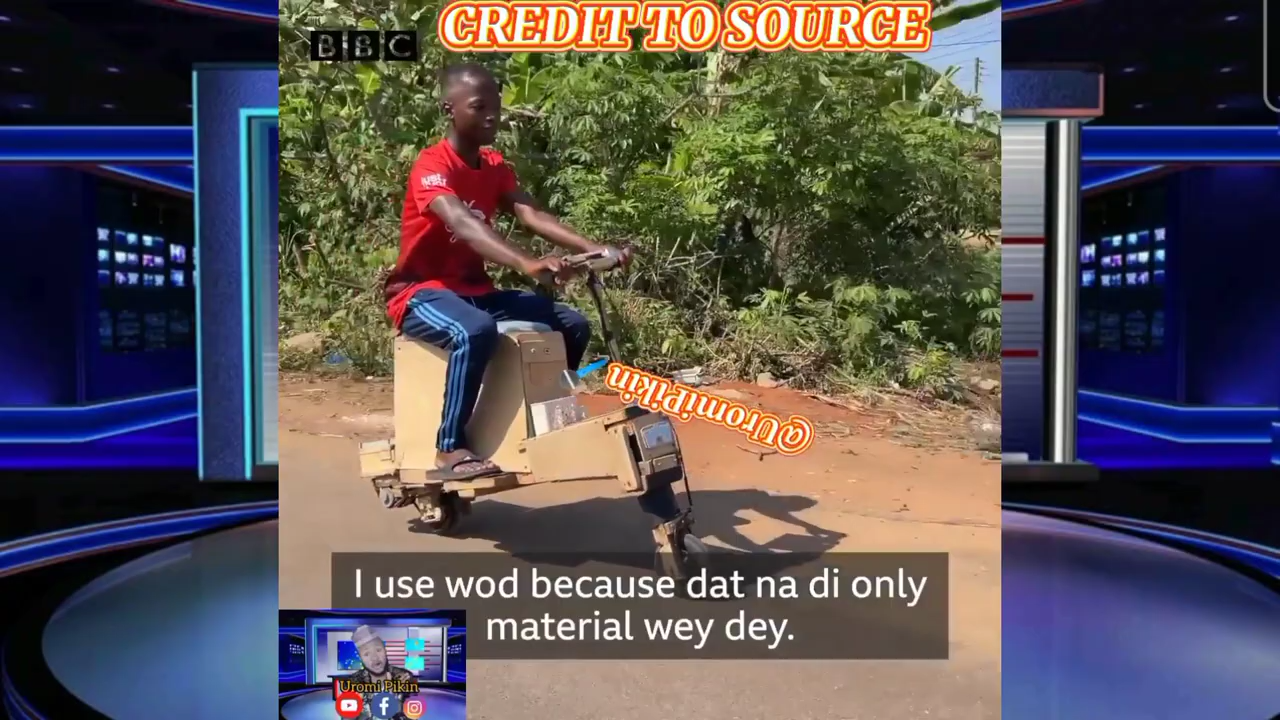 BBC
CREDIT TO SOURCE
@UromiPikin
I use wod because dat na di only
material wey dey.
Uromi Pikin